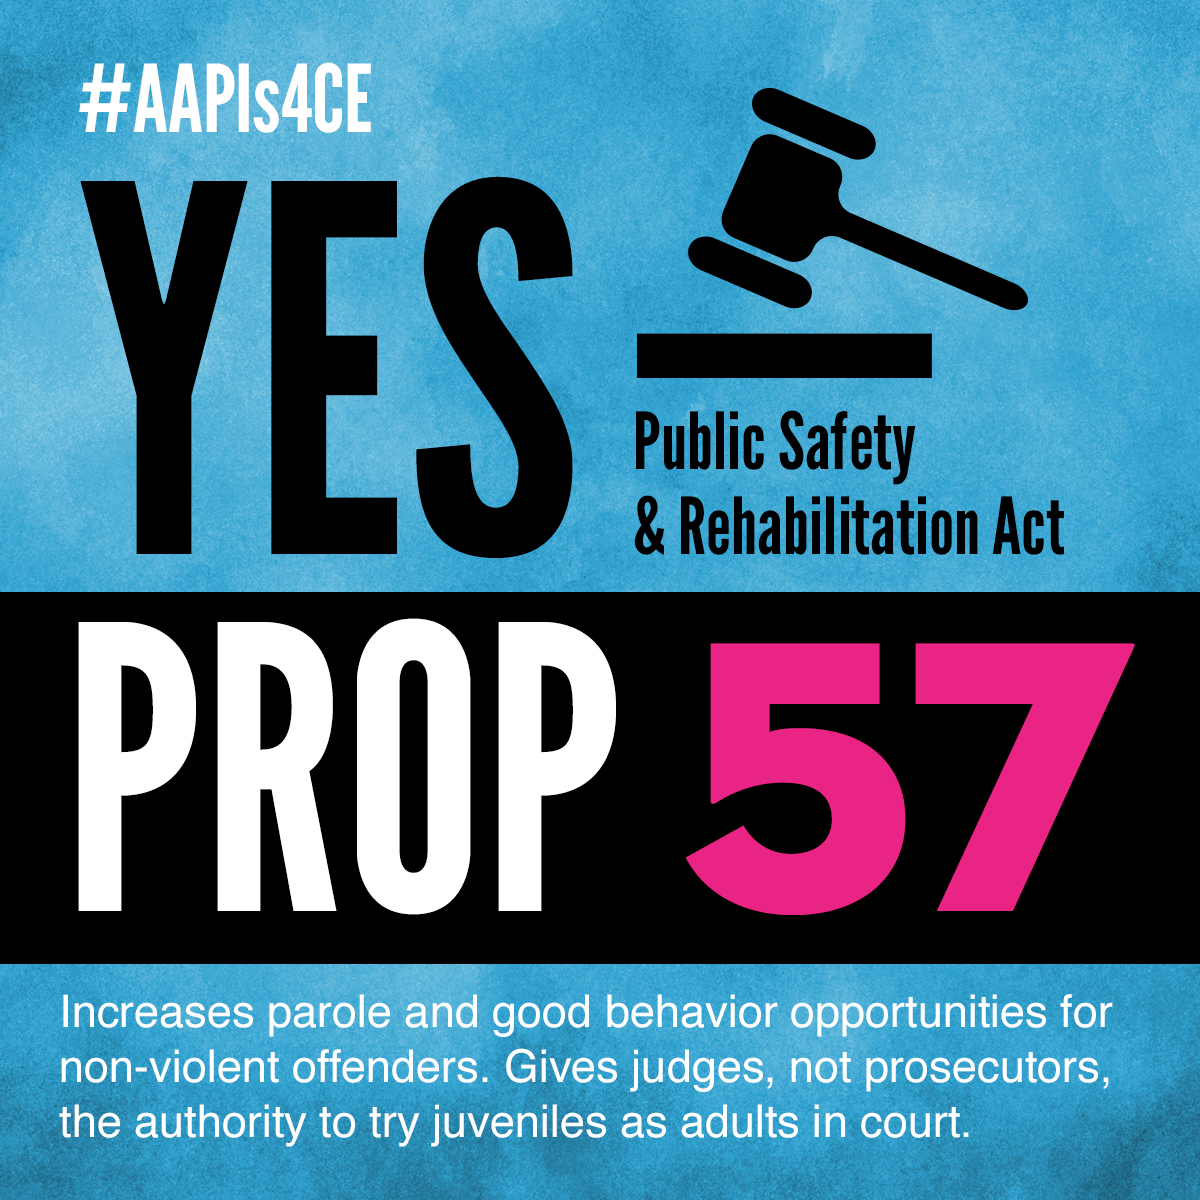 #AAPIs4CE
YES
Public Safety
& Rehabilitation Act
PROP 57
Increases parole and good behavior opportunities for
non-violent offenders. Gives judges, not prosecutors,
the authority to try juveniles as adults in court.